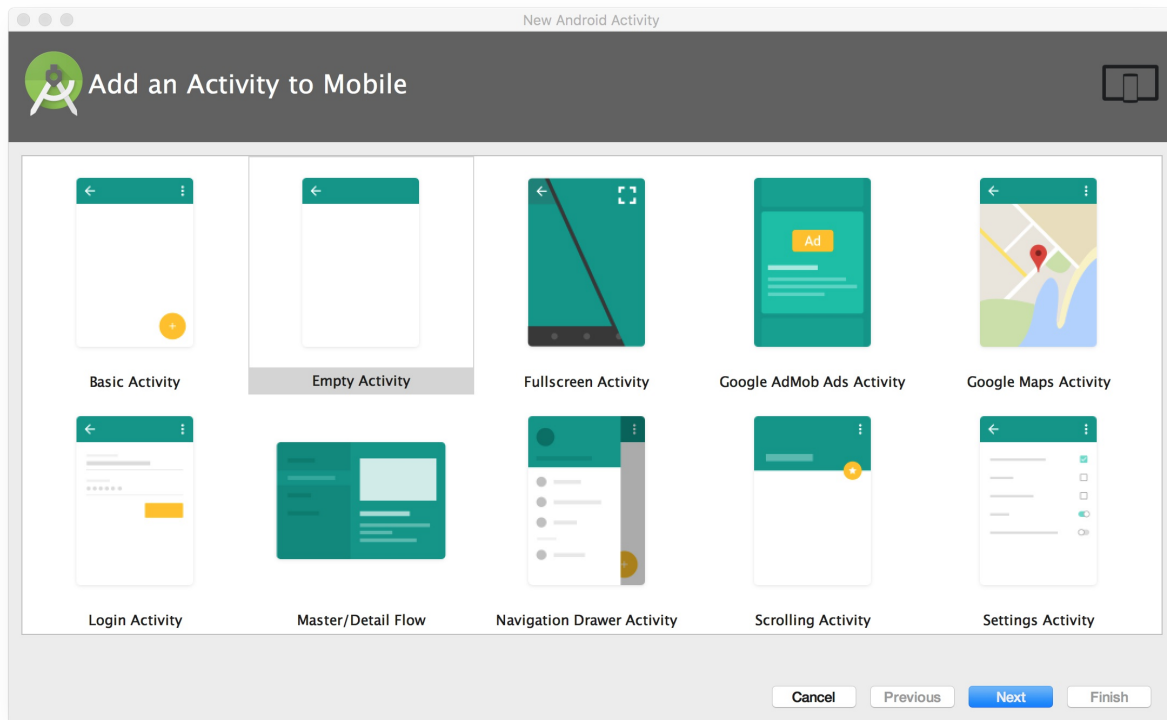 New Android Activity
Add an Activity to Mobile
Ad
Basic Activity
Empty Activity
Fullscreen Activity
Google AdMob Ads Activity
Google Maps Activity
Login Activity
Master/Detail Flow
Navigation Drawer Activity
Scrolling Activity
Settings Activity
Cancel
Previous
Next
Finish